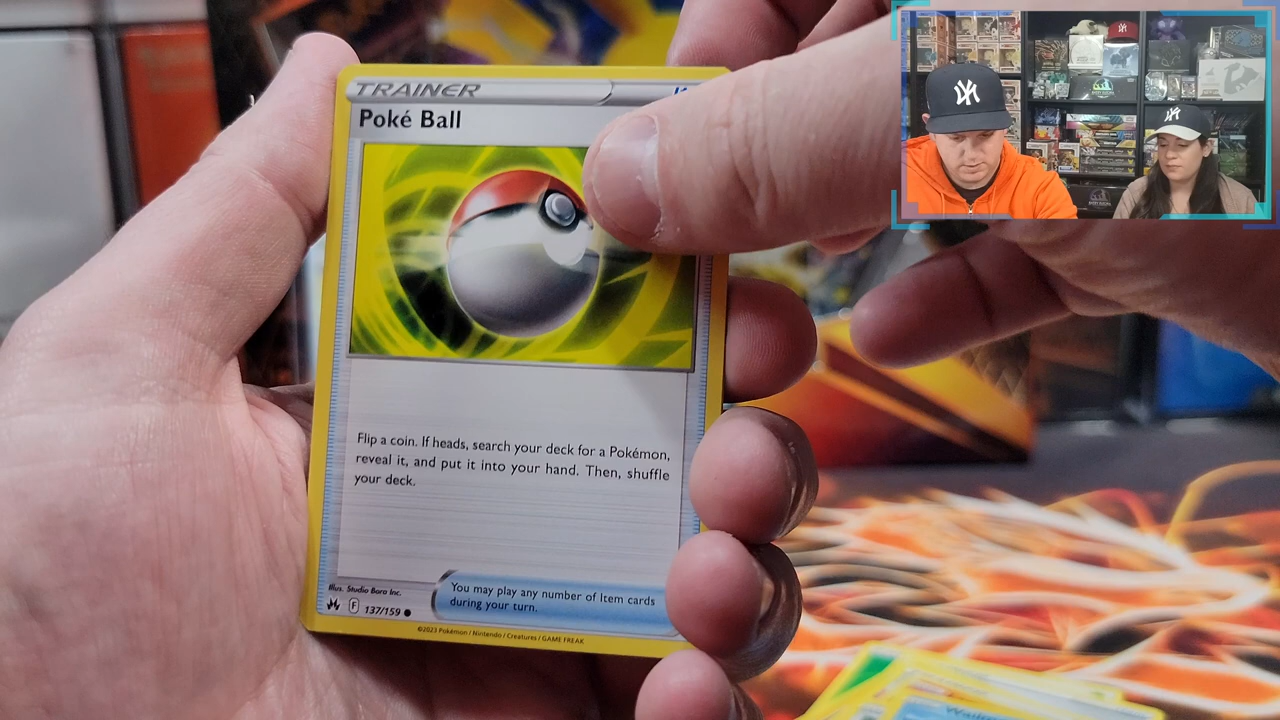 TRAINER
Poké Ball
Flip a coin. If heads, search your deck for a Pokémon,
reveal it, and put it into your hand. Then, shuffle
your deck.
Illus. Studio Bora Inc.
F 137/159
You may play any number of Item cards
during your turn.
©2023 Pokémon / Nintendo / Creatures / GAME FREAK
NY
NY